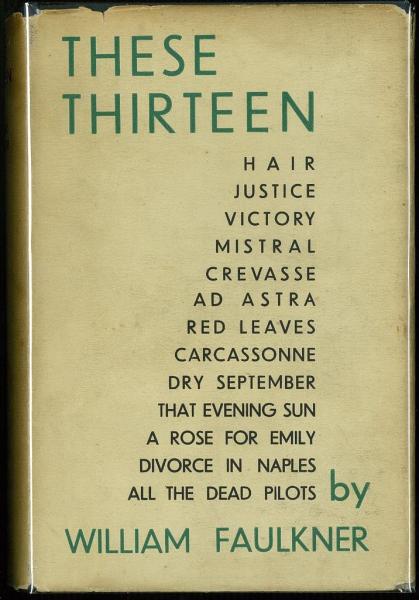 THESE
THIRTEEN
HAIR
JUSTICE
VICTORY
MISTRAL
CREVASSE
AD ASTRA
RED LEAVES
CARCASSONNE
DRY SEPTEMBER
THAT EVENING SUN
A ROSE FOR EMILY
DIVORCE IN NAPLES
ALL THE DEAD PILOTS by
WILLIAM FAULKNER